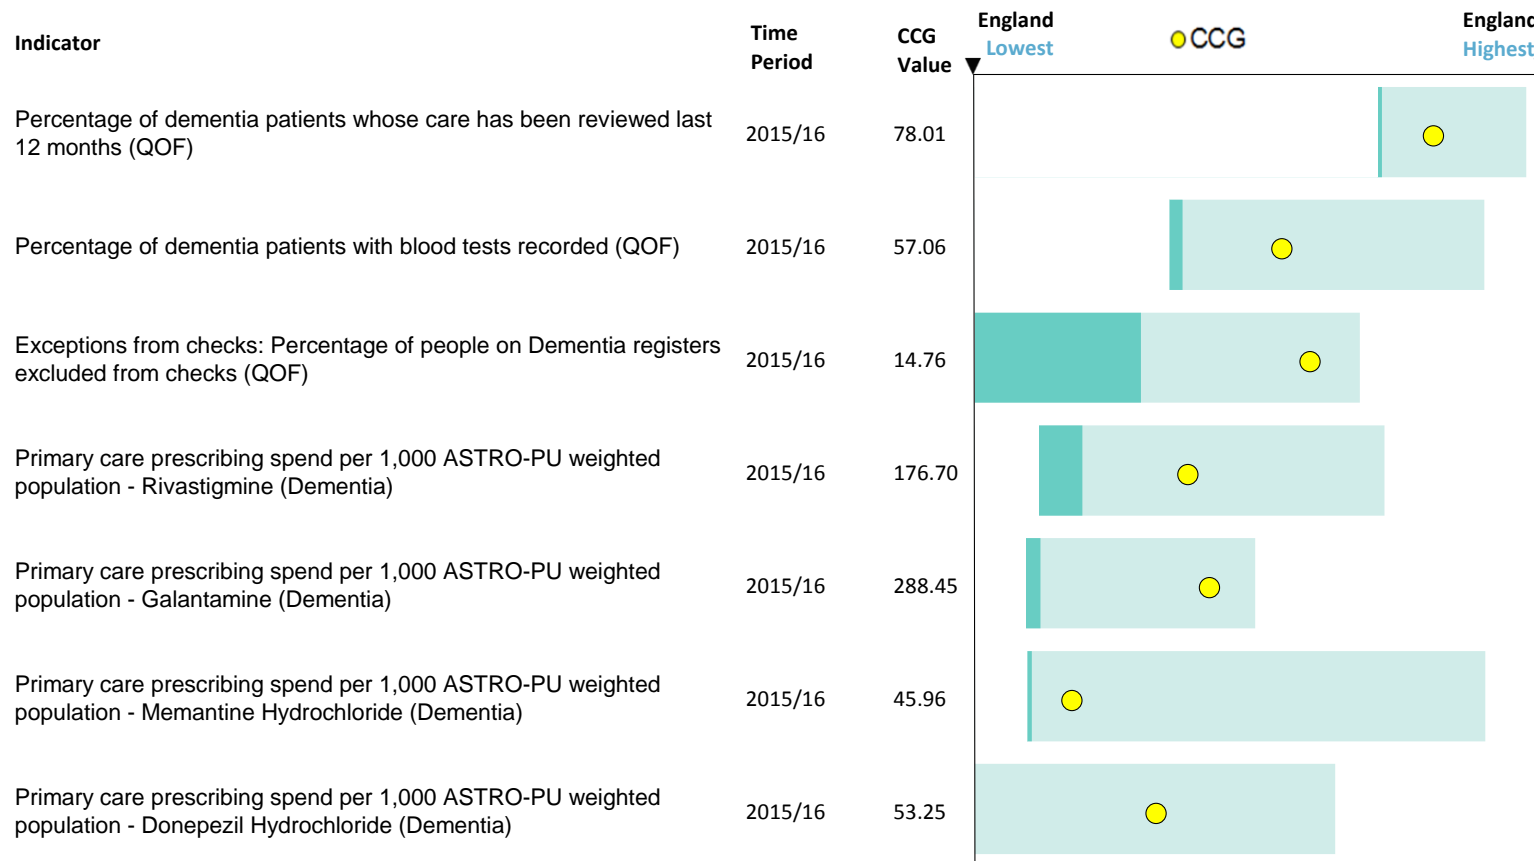 Indicator
Time
Period
CCG
Value
England
Lowest
CCG
England
Highest
Percentage of dementia patients whose care has been reviewed last
12 months (QOF)
2015/16
78.01
Percentage of dementia patients with blood tests recorded (QOF)
2015/16
57.06
Exceptions from checks: Percentage of people on Dementia registers
excluded from checks (QOF)
2015/16
14.76
Primary care prescribing spend per 1,000 ASTRO-PU weighted
population - Rivastigmine (Dementia)
2015/16
176.70
Primary care prescribing spend per 1,000 ASTRO-PU weighted
population - Galantamine (Dementia)
2015/16
288.45
Primary care prescribing spend per 1,000 ASTRO-PU weighted
population - Memantine Hydrochloride (Dementia)
2015/16
45.96
Primary care prescribing spend per 1,000 ASTRO-PU weighted
population - Donepezil Hydrochloride (Dementia)
2015/16
53.25